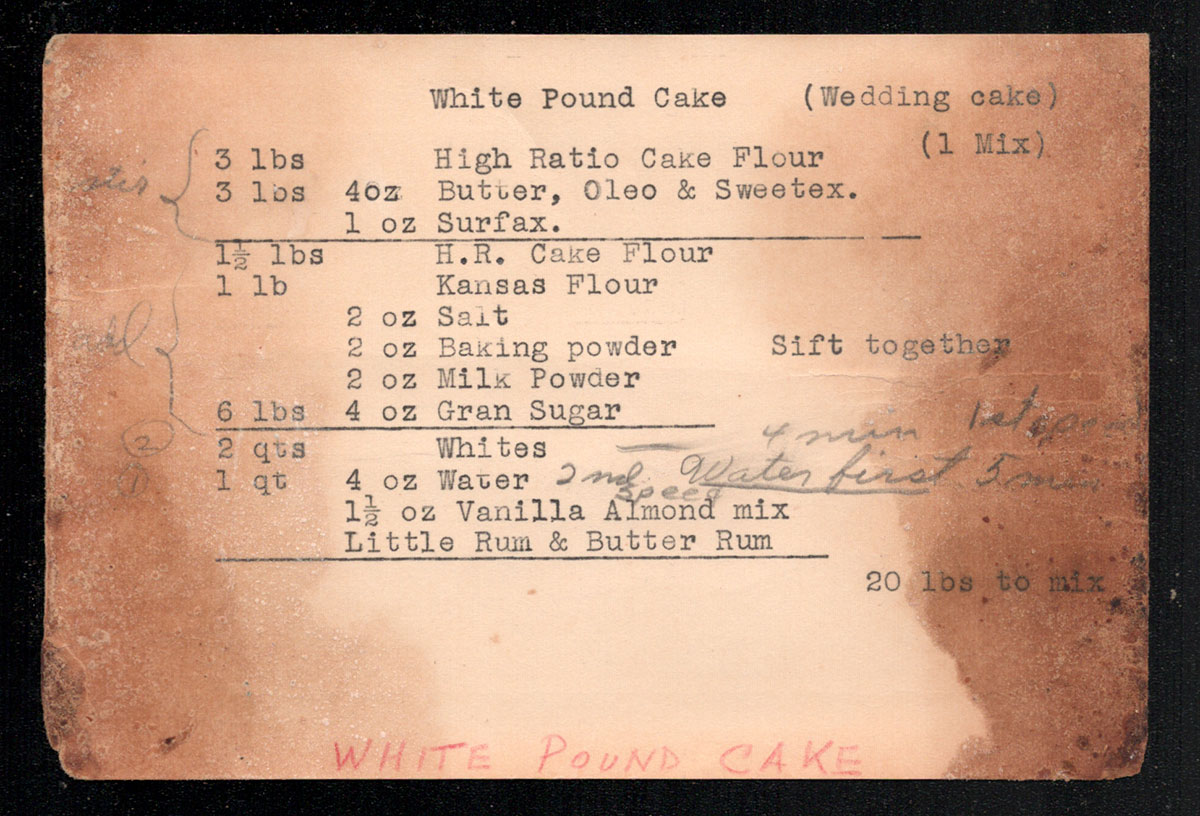 White Pound Cake (Wedding cake)
(1 Mix)
3 lbs High Ratio Cake Flour
3 lbs 4oz Butter, Oleo & Sweetex.
1 oz Surfax.
1½ lbs H.R. Cake Flour
1 lb Kansas Flour
2 oz Salt
2 oz Baking powder Sift together
2 oz Milk Powder
6 lbs 4 oz Gran Sugar
2 qts Whites — 4 min 1st
1 qt 4 oz Water 2nd speed Water first 5 min
1½ oz Vanilla Almond mix
Little Rum & Butter Rum
20 lbs to mix
WHITE POUND CAKE